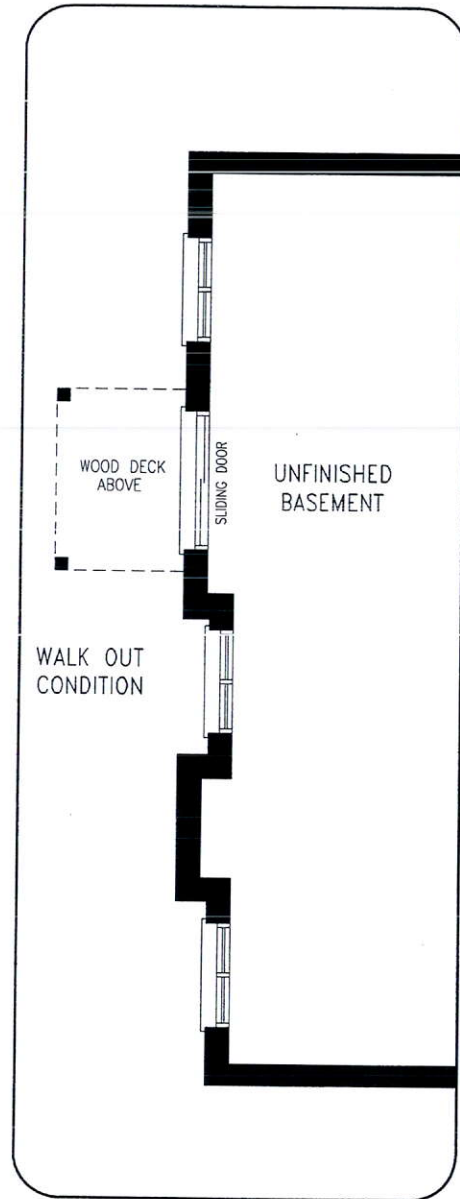 WOOD DECK
ABOVE
SLIDING DOOR
UNFINISHED
BASEMENT
WALK OUT
CONDITION